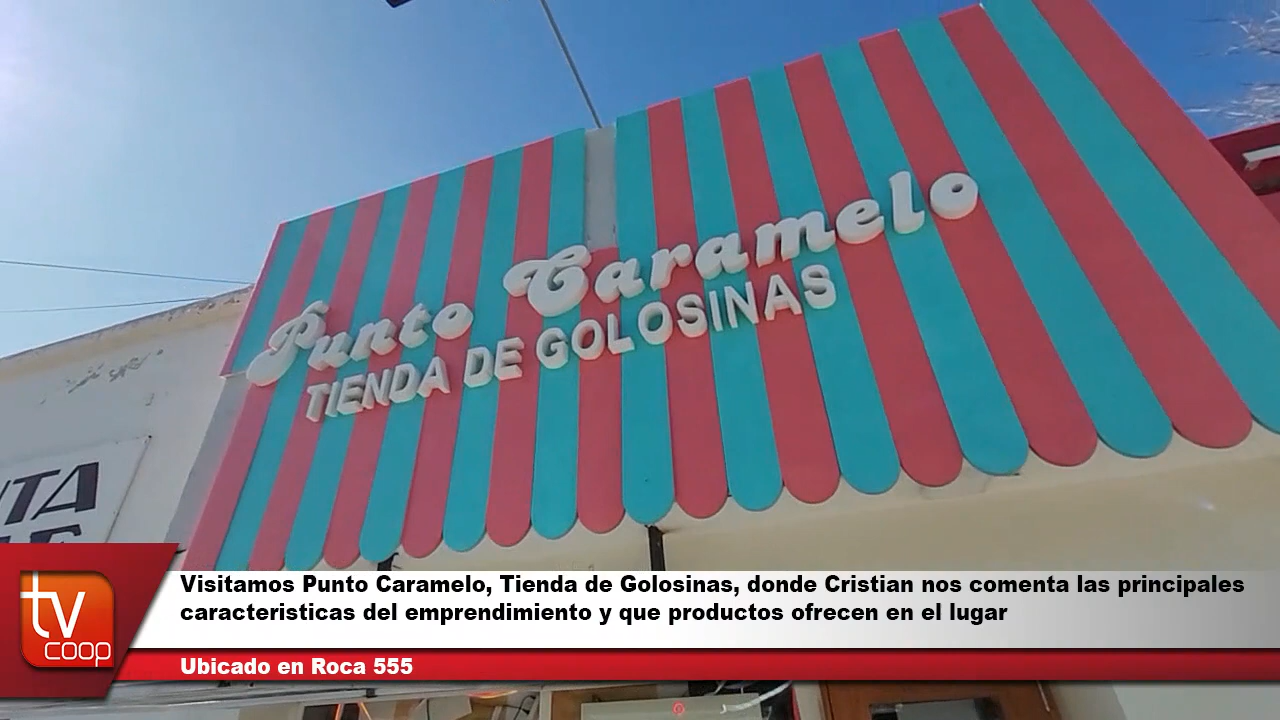 Punto Caramelo
TIENDA DE GOLOSINAS
TA
tv
coop
Visitamos Punto Caramelo, Tienda de Golosinas, donde Cristian nos comenta las principales
caracteristicas del emprendimiento y que productos ofrecen en el lugar
Ubicado en Roca 555